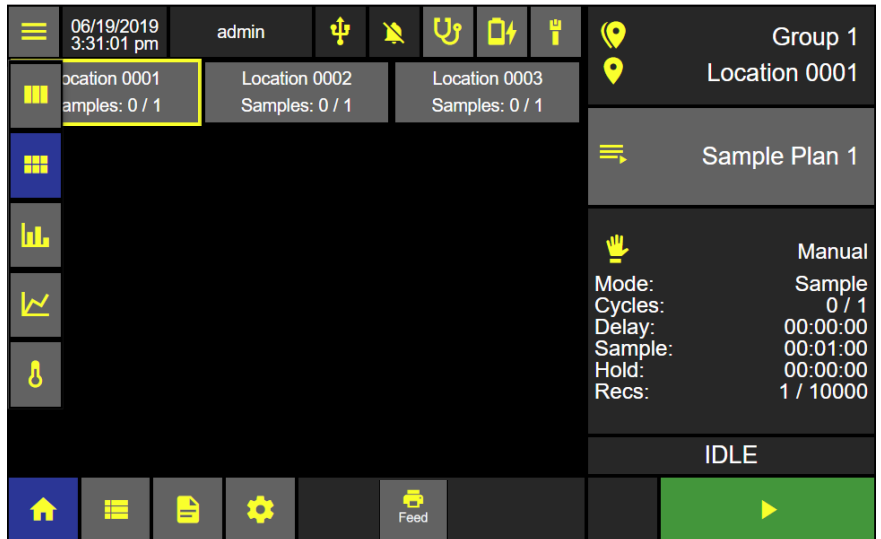 06/19/2019
3:31:01 pm
admin
Group 1
Location 0001
ocation 0001
amples: 0 / 1
Location 0002
Samples: 0 / 1
Location 0003
Samples: 0 / 1
Sample Plan 1
Manual
Mode: Sample
Cycles: 0 / 1
Delay: 00:00:00
Sample: 00:01:00
Hold: 00:00:00
Recs: 1 / 10000
IDLE
Feed